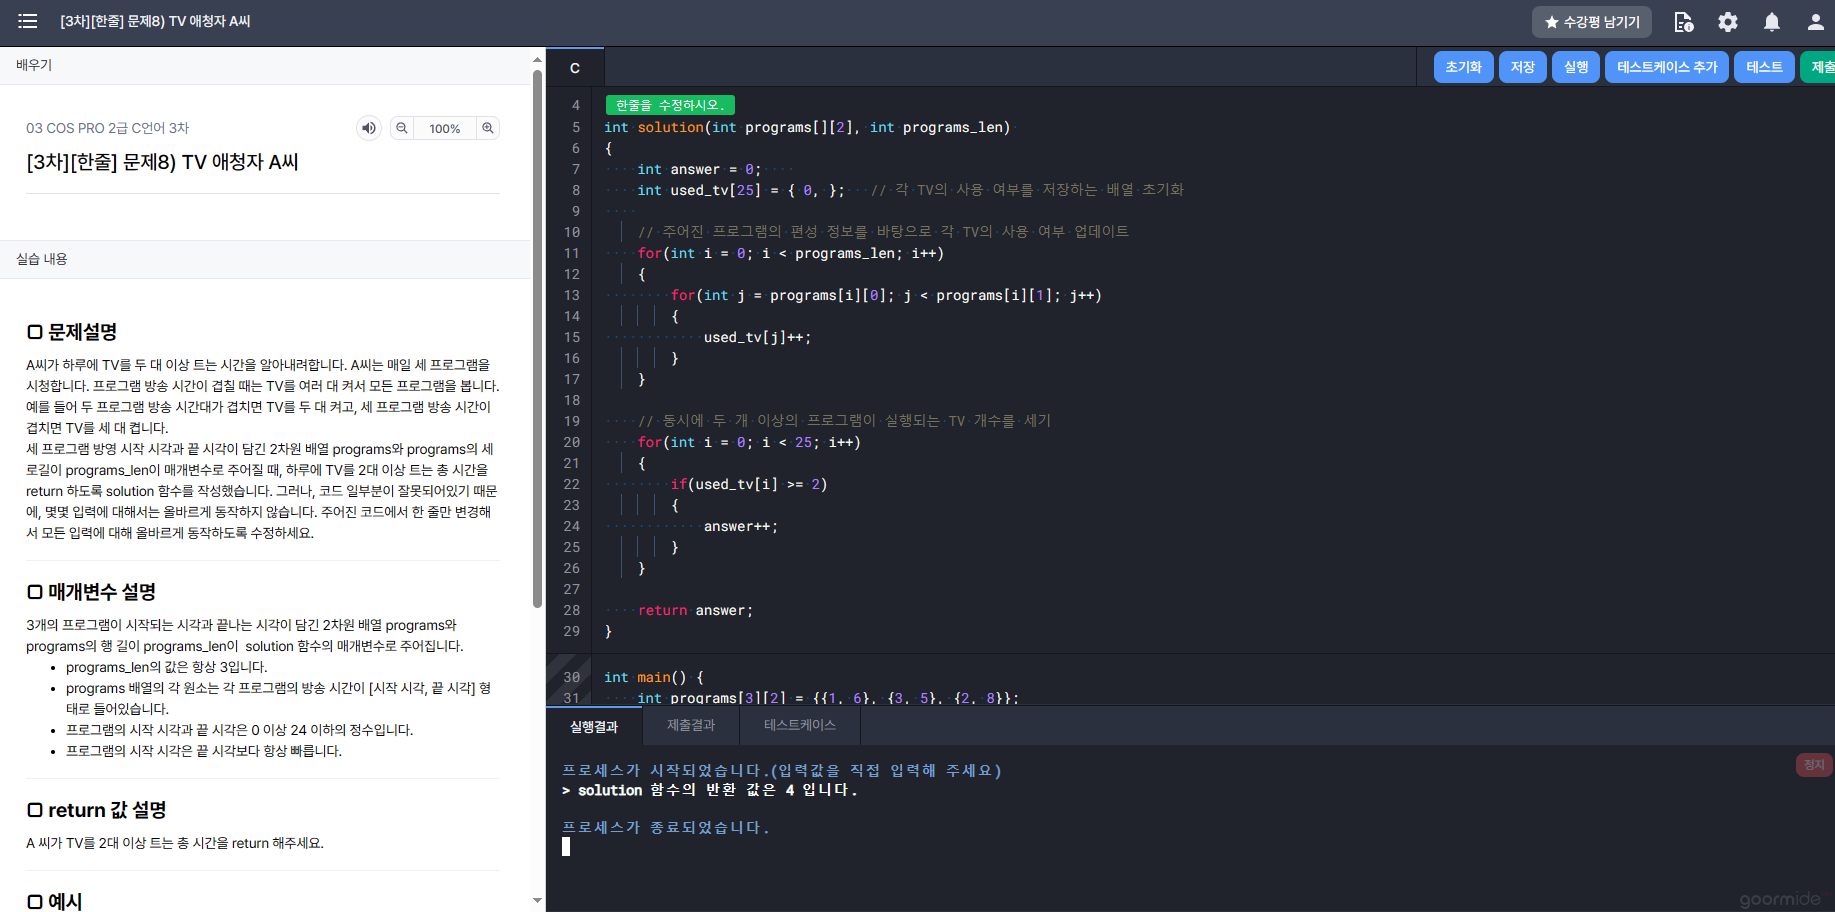 [3차][한줄] 문제8) TV 애청자 A씨
★ 수강평 남기기
배우기
03 COS PRO 2급 C언어 3차
100%
[3차][한줄] 문제8) TV 애청자 A씨
실습 내용
문제설명
A씨가 하루에 TV를 두 대 이상 트는 시간을 알아내려합니다. A씨는 매일 세 프로그램을
시청합니다. 프로그램 방송 시간이 겹칠 때는 TV를 여러 대 켜서 모든 프로그램을 봅니다.
예를 들어 두 프로그램 방송 시간대가 겹치면 TV를 두 대 켜고, 세 프로그램 방송 시간이
겹치면 TV를 세 대 켭니다.
세 프로그램 방영 시작 시각과 끝 시각이 담긴 2차원 배열 programs와 programs의 세
로길이 programs_len이 매개변수로 주어질 때, 하루에 TV를 2대 이상 트는 총 시간을
return 하도록 solution 함수를 작성했습니다. 그러나, 코드 일부분이 잘못되어있기 때문
에, 몇몇 입력에 대해서는 올바르게 동작하지 않습니다. 주어진 코드에서 한 줄만 변경해
서 모든 입력에 대해 올바르게 동작하도록 수정하세요.
매개변수 설명
3개의 프로그램이 시작되는 시각과 끝나는 시각이 담긴 2차원 배열 programs와
programs의 행 길이 programs_len이 solution 함수의 매개변수로 주어집니다.
• programs_len의 값은 항상 3입니다.
• programs 배열의 각 원소는 각 프로그램의 방송 시간이 [시작 시각, 끝 시각] 형
태로 들어있습니다.
• 프로그램의 시작 시각과 끝 시각은 0 이상 24 이하의 정수입니다.
• 프로그램의 시작 시각은 끝 시각보다 항상 빠릅니다.
return 값 설명
A 씨가 TV를 2대 이상 트는 총 시간을 return 해주세요.
예시
C
초기화 저장 실행 테스트케이스 추가 테스트 제출
4 한줄을 수정하시오.
5 int solution(int programs[][2], int programs_len)
6 {
7 int answer = 0;
8 int used_tv[25] = { 0, }; // 각 TV의 사용 여부를 저장하는 배열 초기화
9
10 // 주어진 프로그램의 편성 정보를 바탕으로 각 TV의 사용 여부 업데이트
11 for(int i = 0; i < programs_len; i++)
12 {
13 for(int j = programs[i][0]; j < programs[i][1]; j++)
14 {
15 used_tv[j]++;
16 }
17 }
18
19 // 동시에 두 개 이상의 프로그램이 실행되는 TV 개수를 세기
20 for(int i = 0; i < 25; i++)
21 {
22 if(used_tv[i] >= 2)
23 {
24 answer++;
25 }
26 }
27
28 return answer;
29 }
30 int main() {
31 int programs[3][2] = {{1, 6}, {3, 5}, {2, 8}};
실행결과 제출결과 테스트케이스
프로세스가 시작되었습니다.(입력값을 직접 입력해 주세요)
정지
> solution 함수의 반환 값은 4 입니다.
프로세스가 종료되었습니다.
goormide